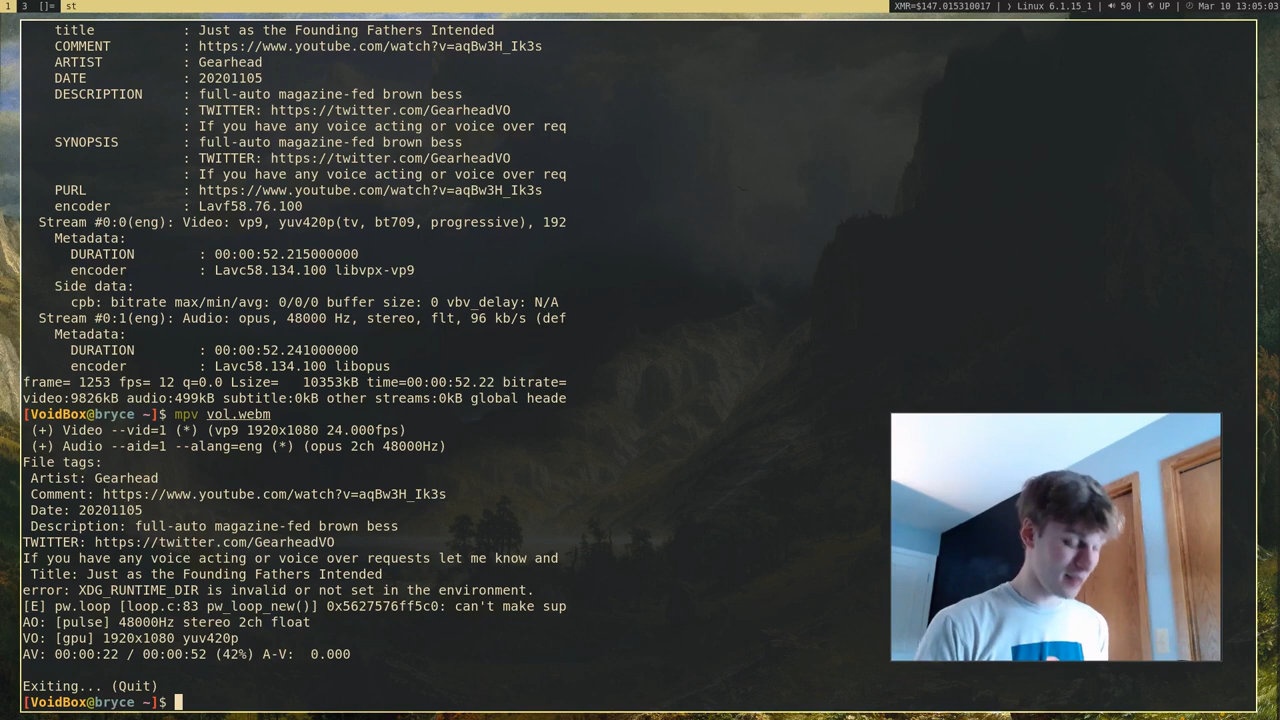 1 3 []= st XMR=$147.015310017 | ) Linux 6.1.15_1 | 50 | UP | Mar 10 13:05:03
title : Just as the Founding Fathers Intended
COMMENT : https://www.youtube.com/watch?v=aqBw3H_Ik3s
ARTIST : Gearhead
DATE : 20201105
DESCRIPTION : full-auto magazine-fed brown bess
: TWITTER: https://twitter.com/GearheadVO
: If you have any voice acting or voice over req
SYNOPSIS : full-auto magazine-fed brown bess
: TWITTER: https://twitter.com/GearheadVO
: If you have any voice acting or voice over req
PURL : https://www.youtube.com/watch?v=aqBw3H_Ik3s
encoder : Lavf58.76.100
Stream #0:0(eng): Video: vp9, yuv420p(tv, bt709, progressive), 192
Metadata:
DURATION : 00:00:52.215000000
encoder : Lavc58.134.100 libvpx-vp9
Side data:
cpb: bitrate max/min/avg: 0/0/0 buffer size: 0 vbv_delay: N/A
Stream #0:1(eng): Audio: opus, 48000 Hz, stereo, flt, 96 kb/s (def
Metadata:
DURATION : 00:00:52.241000000
encoder : Lavc58.134.100 libopus
frame= 1253 fps= 12 q=0.0 Lsize= 10353kB time=00:00:52.22 bitrate=
video:9826kB audio:499kB subtitle:0kB other streams:0kB global heade
[VoidBox@bryce ~]$ mpv vol.webm
(+) Video --vid=1 (*) (vp9 1920x1080 24.000fps)
(+) Audio --aid=1 --alang=eng (*) (opus 2ch 48000Hz)
File tags:
Artist: Gearhead
Comment: https://www.youtube.com/watch?v=aqBw3H_Ik3s
Date: 20201105
Description: full-auto magazine-fed brown bess
TWITTER: https://twitter.com/GearheadVO
If you have any voice acting or voice over requests let me know and
Title: Just as the Founding Fathers Intended
error: XDG_RUNTIME_DIR is invalid or not set in the environment.
[E] pw.loop [loop.c:83 pw_loop_new()] 0x5627576ff5c0: can't make sup
AO: [pulse] 48000Hz stereo 2ch float
VO: [gpu] 1920x1080 yuv420p
AV: 00:00:22 / 00:00:52 (42%) A-V: 0.000
Exiting... (Quit)
[VoidBox@bryce ~]$